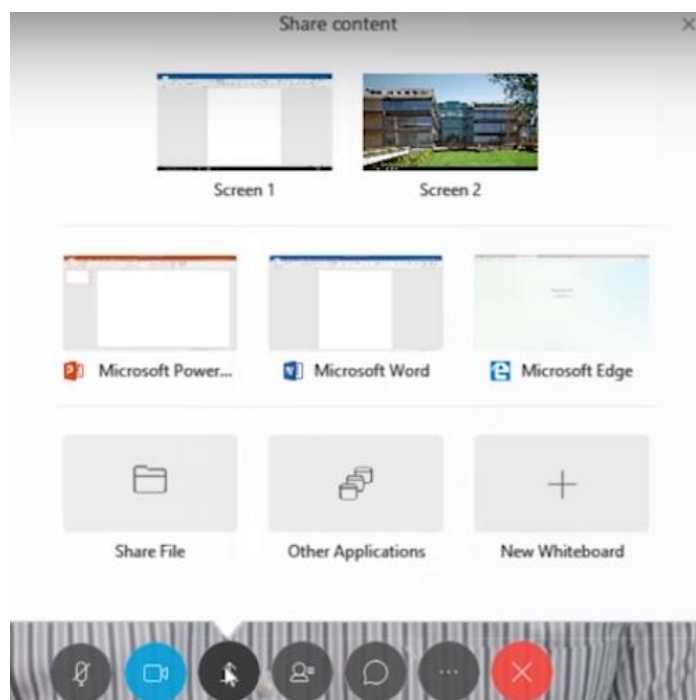 Share content
Screen 1
Screen 2
Microsoft Power...
Microsoft Word
Microsoft Edge
Share File
Other Applications
New Whiteboard